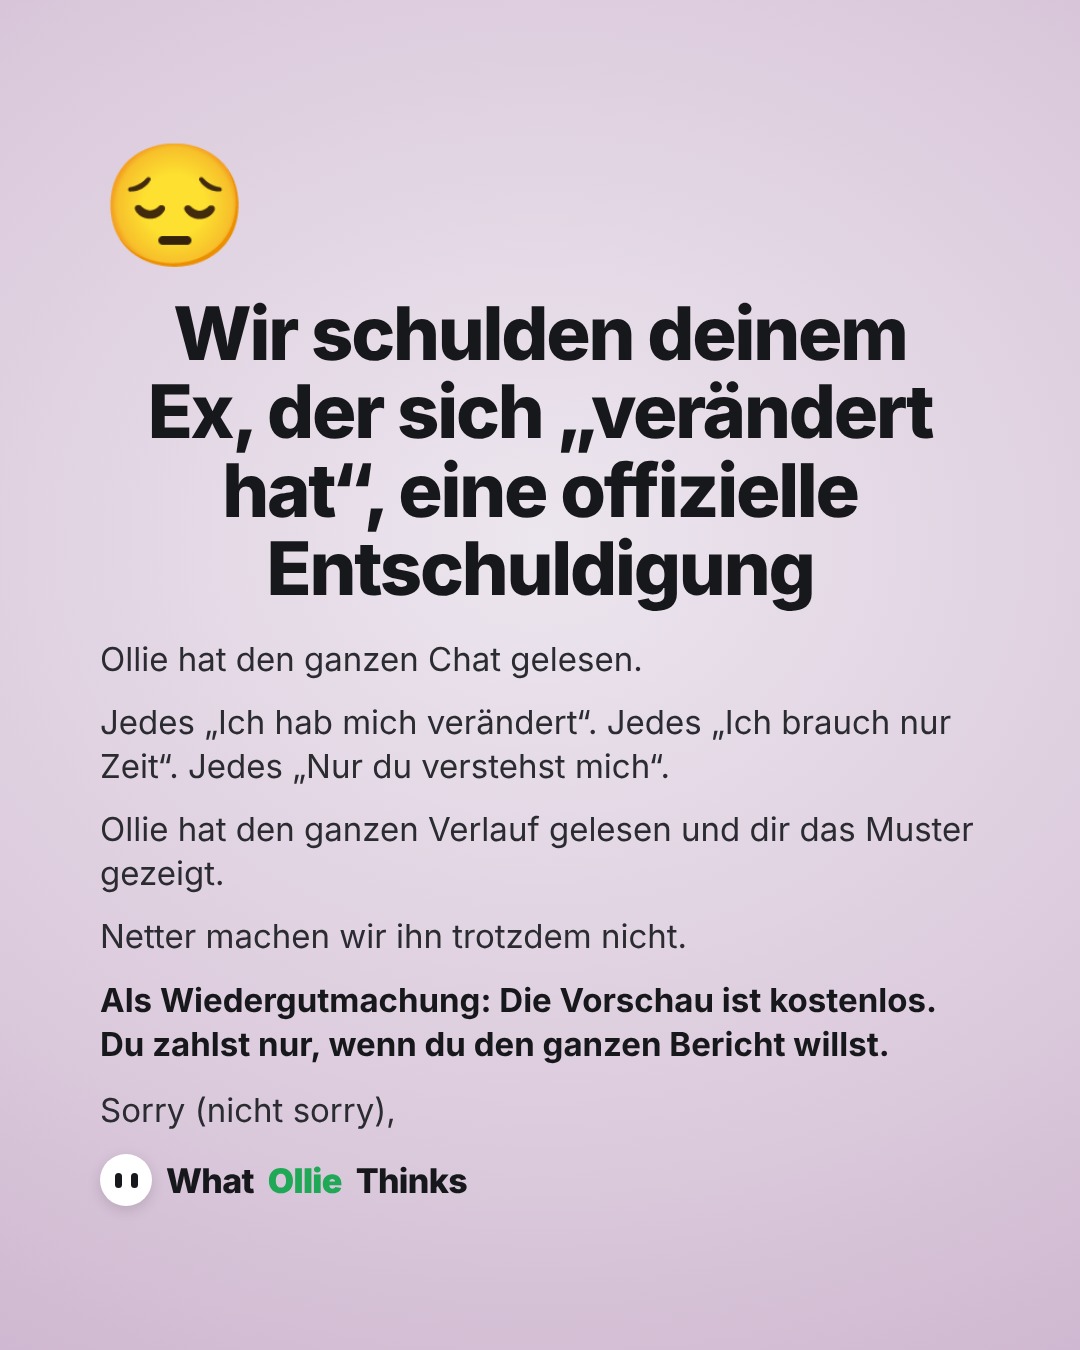 Wir schulden deinem
Ex, der sich „verändert
hat“, eine offizielle
Entschuldigung
Ollie hat den ganzen Chat gelesen.
Jedes „Ich hab mich verändert“. Jedes „Ich brauch nur
Zeit“. Jedes „Nur du verstehst mich“.
Ollie hat den ganzen Verlauf gelesen und dir das Muster
gezeigt.
Netter machen wir ihn trotzdem nicht.
Als Wiedergutmachung: Die Vorschau ist kostenlos.
Du zahlst nur, wenn du den ganzen Bericht willst.
Sorry (nicht sorry),
What Ollie Thinks